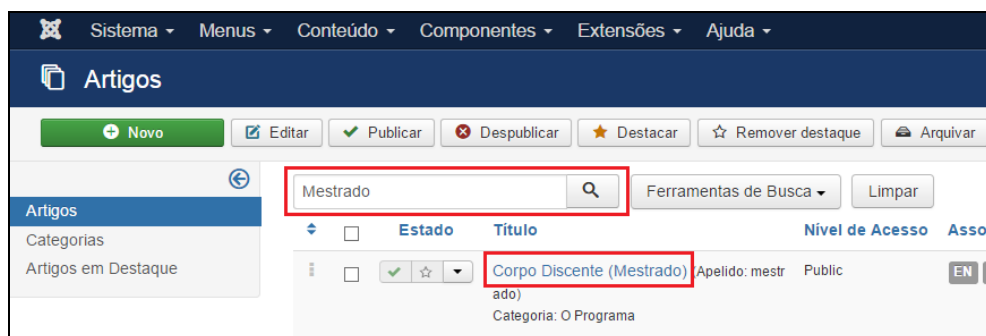 Sistema Menus Conteúdo Componentes Extensões Ajuda
Artigos
Novo Editar Publicar Despublicar Destacar Remover destaque Arquivar
Mestrado Ferramentas de Busca Limpar
Artigos
Categorias
Artigos em Destaque
Estado Título Nível de Acesso Asso
Corpo Discente (Mestrado) (Apelido: mestr Public EN
ado)
Categoria: O Programa